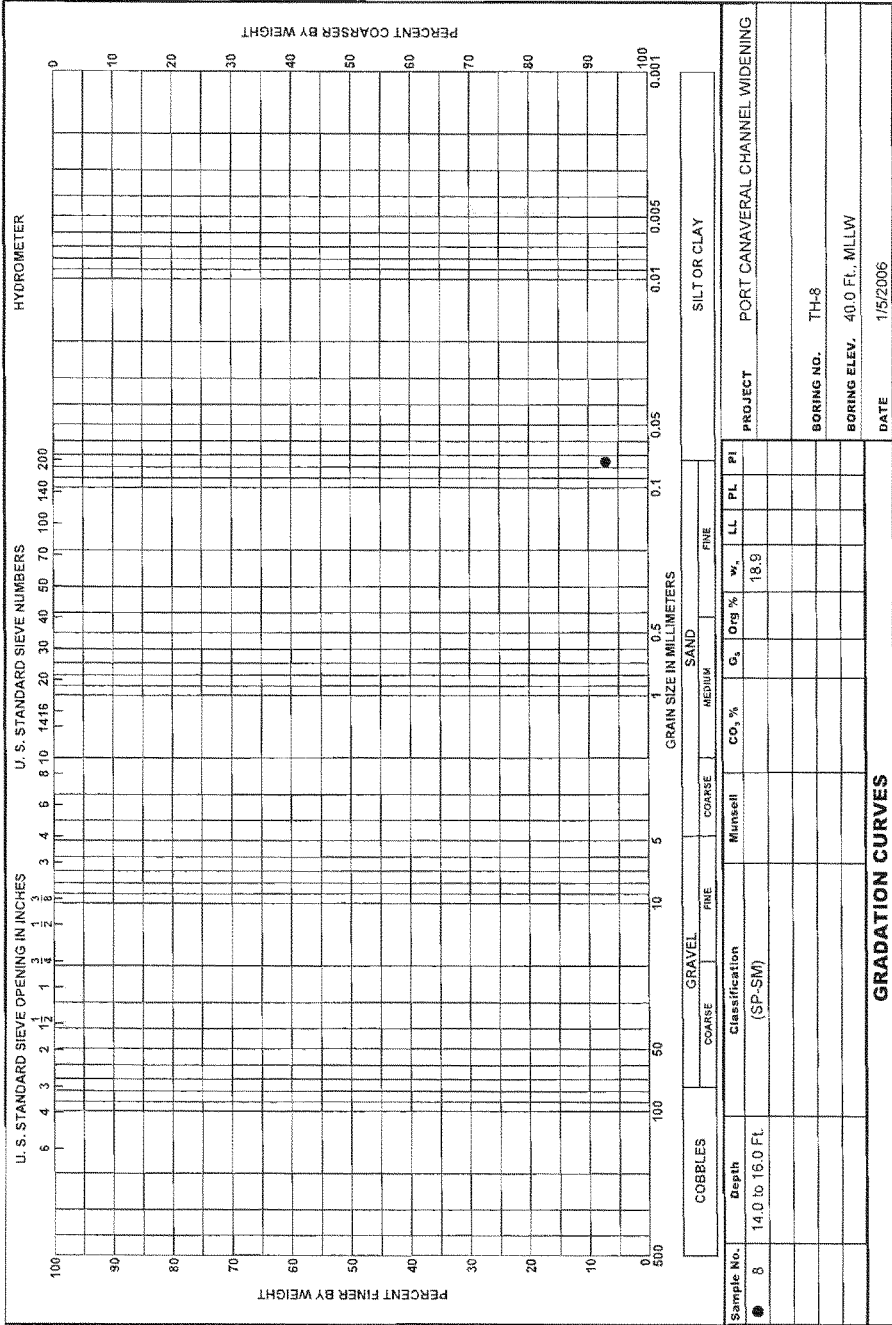 U. S. STANDARD SIEVE OPENING IN INCHES
U. S. STANDARD SIEVE NUMBERS
HYDROMETER
6 4 3 2 1 1/2 1 3/4 1/2 3/8 3 4 6 8 10 1416 20 30 40 50 70 100 140 200
PERCENT FINER BY WEIGHT
100
90
80
70
60
50
40
30
20
10
0
PERCENT COARSER BY WEIGHT
0
10
20
30
40
50
60
70
80
90
100
500 100 50 10 5 1 0.5 0.1 0.05 0.01 0.005 0.001
GRAIN SIZE IN MILLIMETERS
COBBLES GRAVEL SAND SILT OR CLAY
COARSE FINE COARSE MEDIUM FINE
Sample No. Depth Classification Munsell CO₃ % Gₛ Org % wₙ LL PL PI
8 14.0 to 16.0 Ft. (SP-SM) 18.9
PROJECT PORT CANAVERAL CHANNEL WIDENING
BORING NO. TH-8
BORING ELEV. 40.0 Ft., MLLW
DATE 1/5/2006
GRADATION CURVES